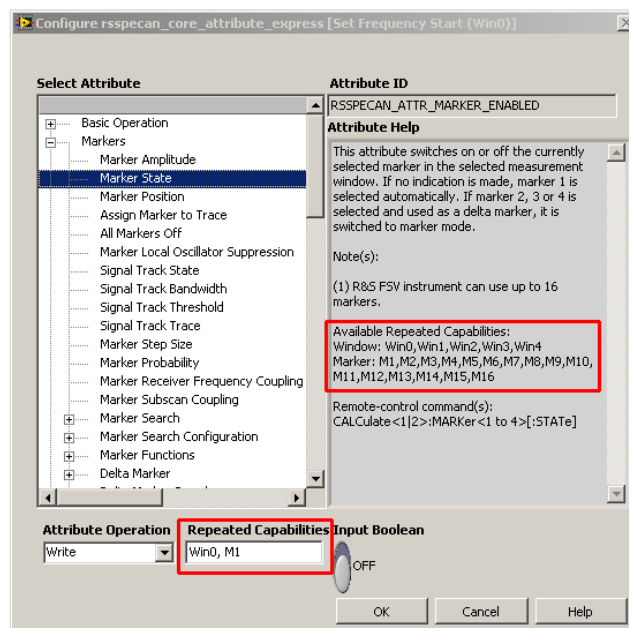 Configure rsspecan_core_attribute_express [Set Frequency Start (Win0)]
Select Attribute
Basic Operation
Markers
Marker Amplitude
Marker State
Marker Position
Assign Marker to Trace
All Markers Off
Marker Local Oscillator Suppression
Signal Track State
Signal Track Bandwidth
Signal Track Threshold
Signal Track Trace
Marker Step Size
Marker Probability
Marker Receiver Frequency Coupling
Marker Subscan Coupling
Marker Search
Marker Search Configuration
Marker Functions
Delta Marker
Attribute ID
RSSPECAN_ATTR_MARKER_ENABLED
Attribute Help
This attribute switches on or off the currently
selected marker in the selected measurement
window. If no indication is made, marker 1 is
selected automatically. If marker 2, 3 or 4 is
selected and used as a delta marker, it is
switched to marker mode.
Note(s):
(1) R&S FSV instrument can use up to 16
markers.
Available Repeated Capabilities:
Window: Win0,Win1,Win2,Win3,Win4
Marker: M1,M2,M3,M4,M5,M6,M7,M8,M9,M10,
M11,M12,M13,M14,M15,M16
Remote-control command(s):
CALCulate<1|2>:MARKer<1 to 4>[:STATe]
Attribute Operation
Write
Repeated Capabilities
Win0, M1
Input Boolean
OFF
OK
Cancel
Help